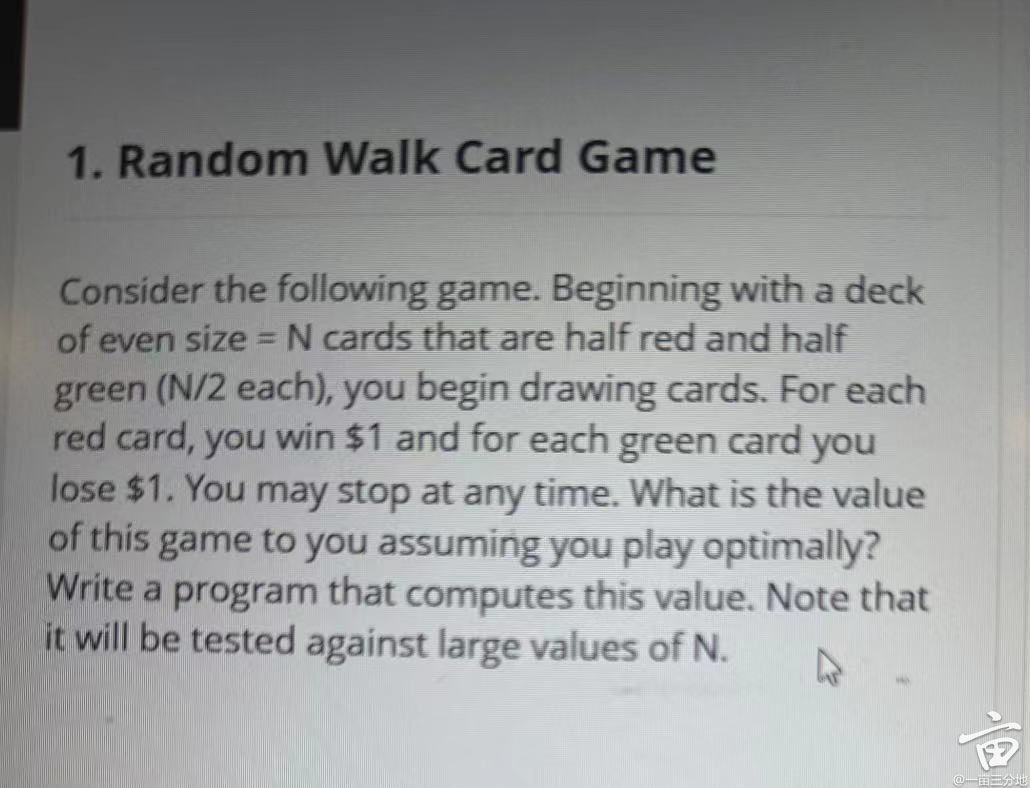 1. Random Walk Card Game
Consider the following game. Beginning with a deck
of even size = N cards that are half red and half
green (N/2 each), you begin drawing cards. For each
red card, you win $1 and for each green card you
lose $1. You may stop at any time. What is the value
of this game to you assuming you play optimally?
Write a program that computes this value. Note that
it will be tested against large values of N.
亩
@一亩三分地